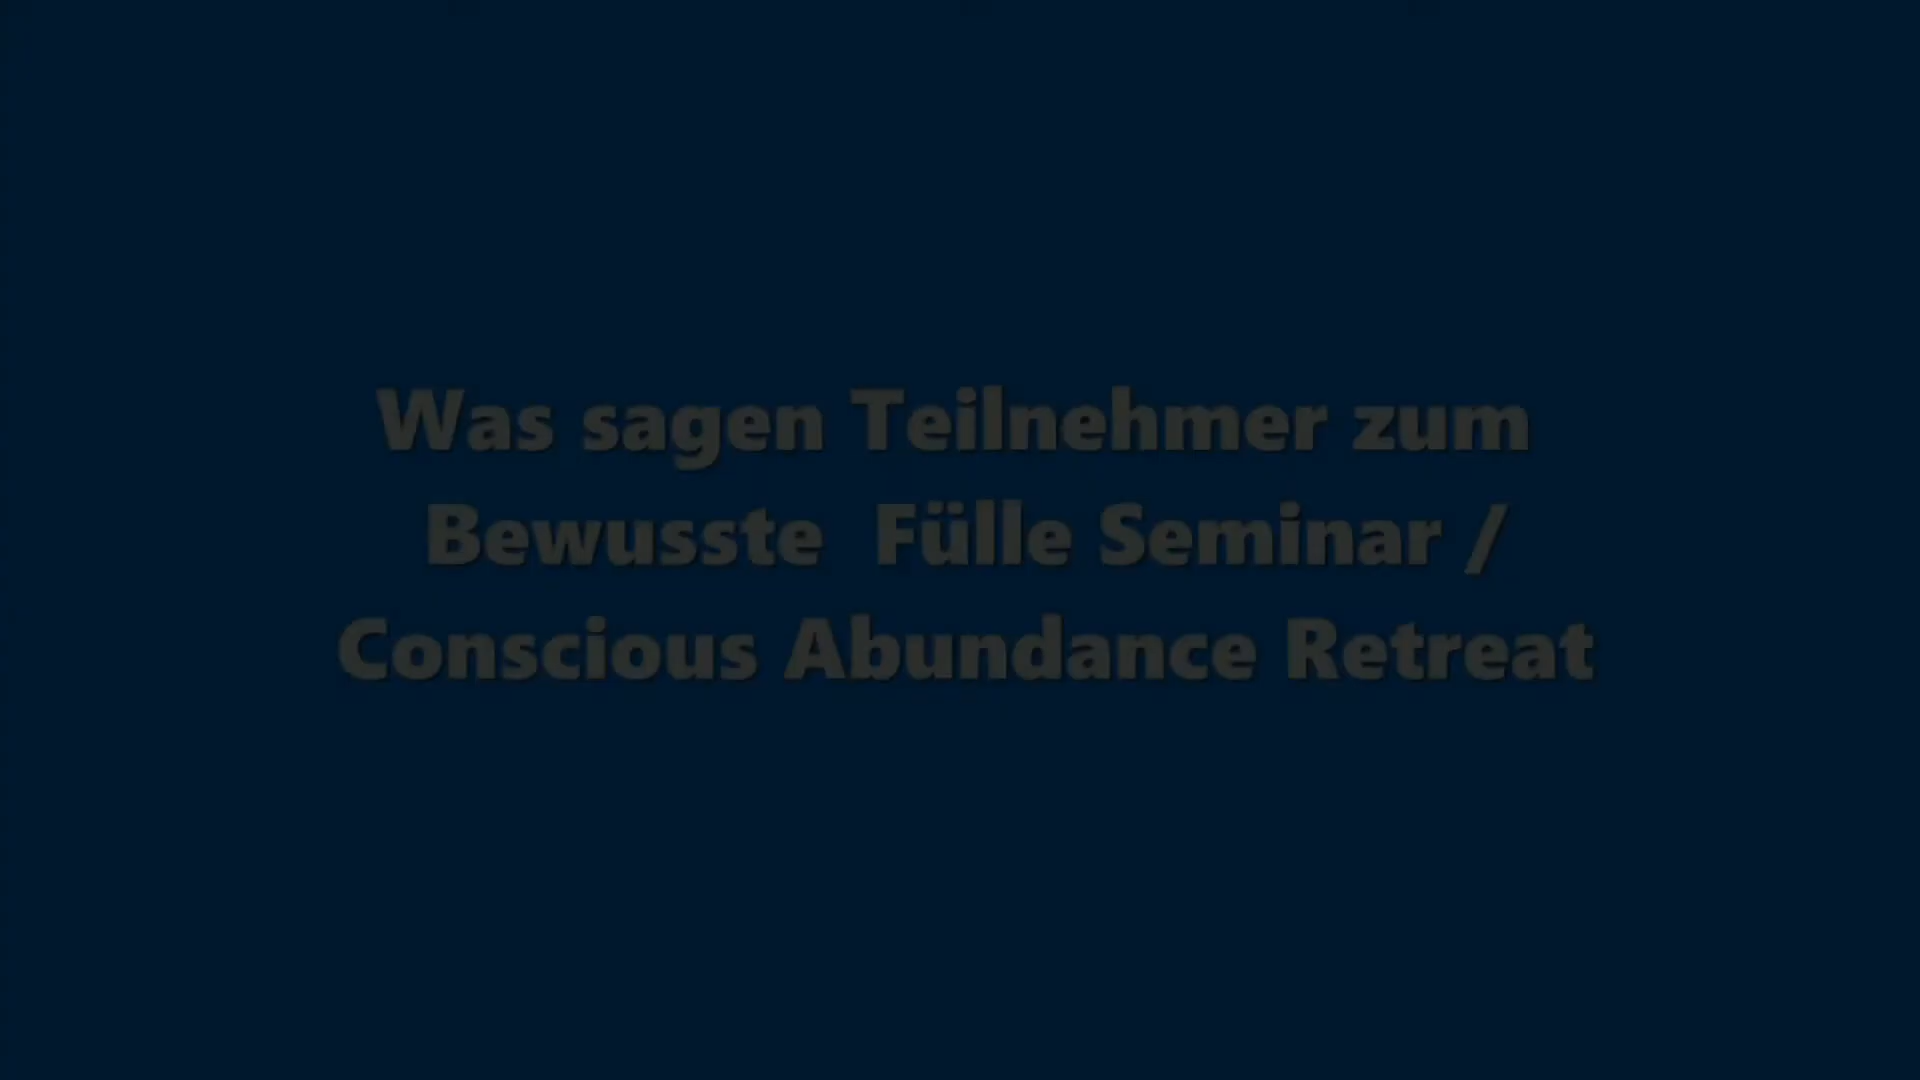 Was sagen Teilnehmer zum
Bewusste  Fülle Seminar /
Conscious Abundance Retreat